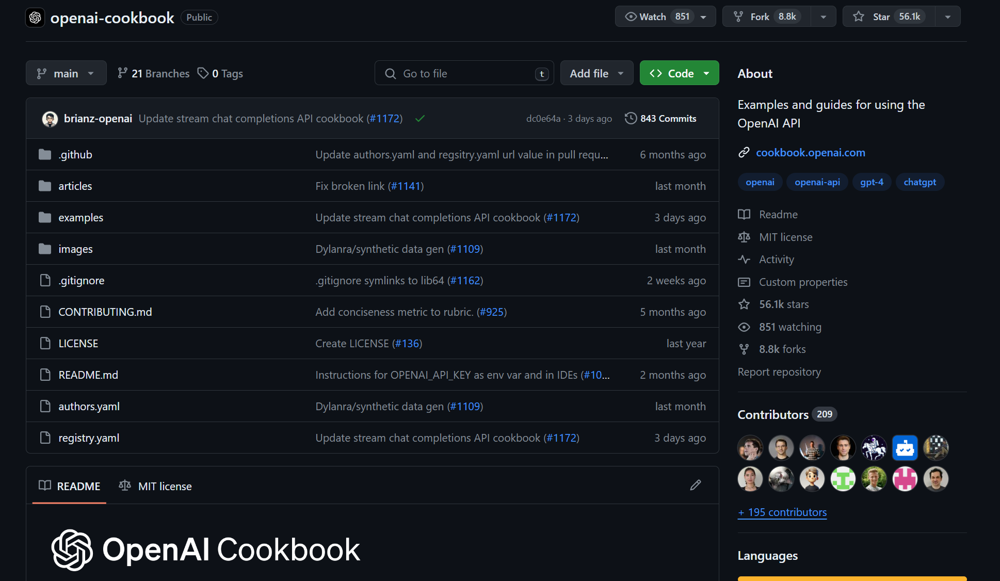 openai-cookbook Public Watch 851 Fork 8.8k Star 56.1k
main 21 Branches 0 Tags Go to file t Add file Code
brianz-openai Update stream chat completions API cookbook (#1172) dc0e64a · 3 days ago 843 Commits
.github Update authors.yaml and regsitry.yaml url value in pull requ... 6 months ago
articles Fix broken link (#1141) last month
examples Update stream chat completions API cookbook (#1172) 3 days ago
images Dylanra/synthetic data gen (#1109) last month
.gitignore .gitignore symlinks to lib64 (#1162) 2 weeks ago
CONTRIBUTING.md Add conciseness metric to rubric. (#925) 5 months ago
LICENSE Create LICENSE (#136) last year
README.md Instructions for OPENAI_API_KEY as env var and in IDEs (#10... 2 months ago
authors.yaml Dylanra/synthetic data gen (#1109) last month
registry.yaml Update stream chat completions API cookbook (#1172) 3 days ago
README MIT license
OpenAI Cookbook
About
Examples and guides for using the
OpenAI API
cookbook.openai.com
openai openai-api gpt-4 chatgpt
Readme
MIT license
Activity
Custom properties
56.1k stars
851 watching
8.8k forks
Report repository
Contributors 209
+ 195 contributors
Languages